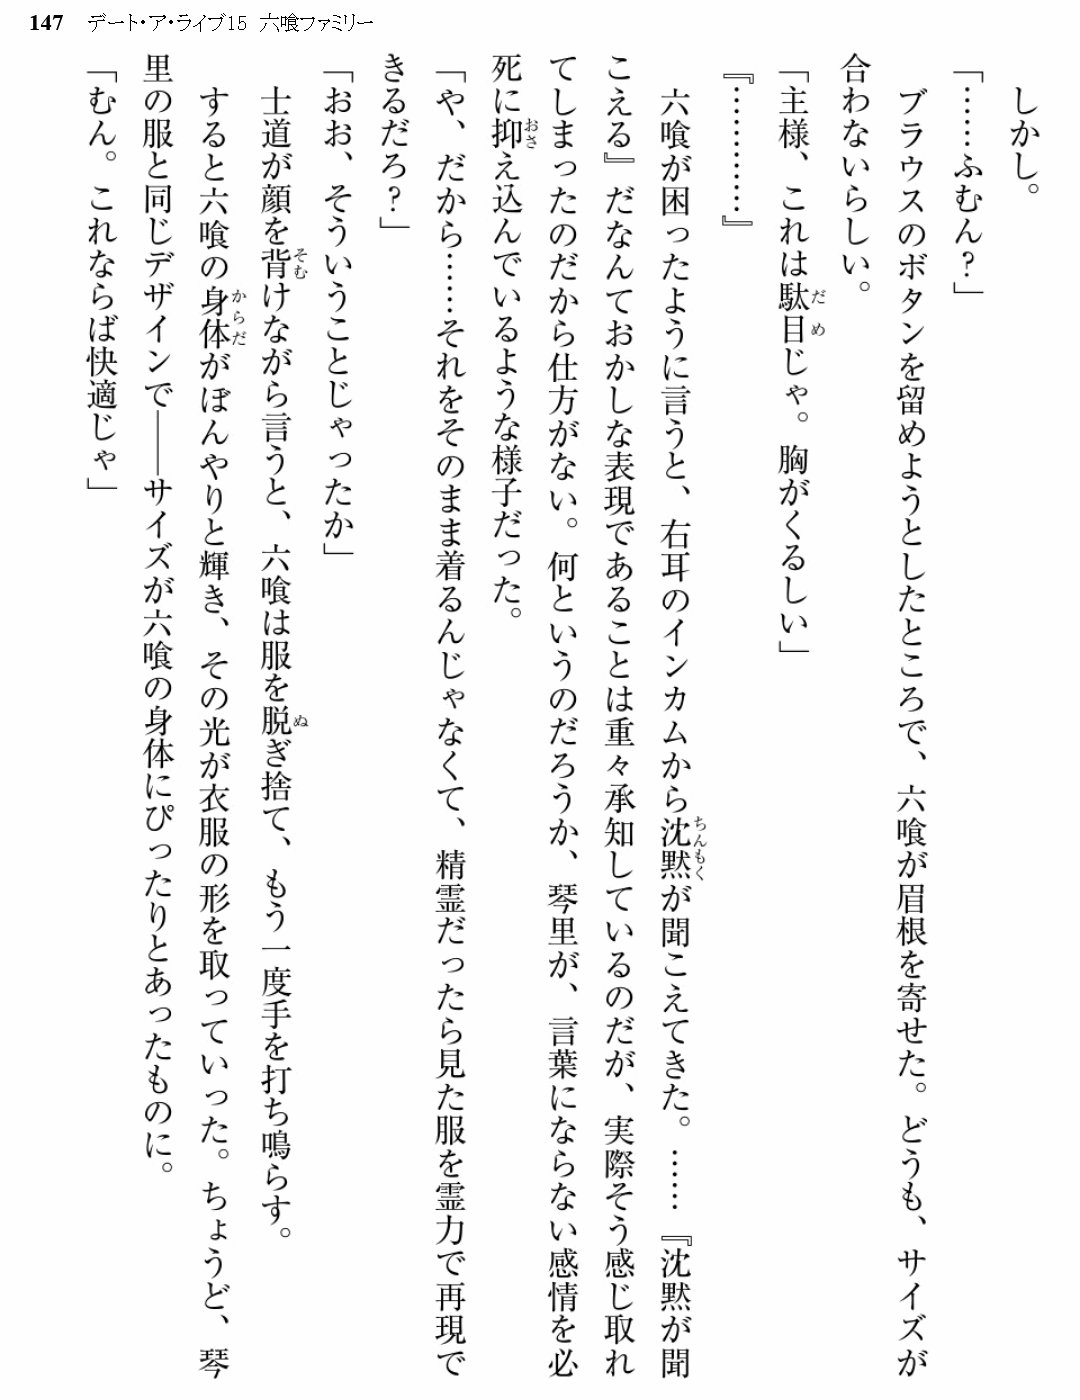 147 デート・ア・ライブ15 六喰ファミリー
しかし。
「……ふむん？」
ブラウスのボタンを留めようとしたところで、六喰が眉根を寄せた。どうも、サイズが
合わないらしい。
「主様、これは駄目じゃ。胸がくるしい」
『…………』
六喰が困ったように言うと、右耳のインカムから沈黙が聞こえてきた。……『沈黙が聞
こえる』だなんておかしな表現であることは重々承知しているのだが、実際そう感じ取れ
てしまったのだから仕方がない。何というのだろうか、琴里が、言葉にならない感情を必
死に抑え込んでいるような様子だった。
「や、だから……それをそのまま着るんじゃなくて、精霊だったら見た服を霊力で再現で
きるだろ？」
「おお、そういうことじゃったか」
士道が顔を背けながら言うと、六喰は服を脱ぎ捨て、もう一度手を打ち鳴らす。
すると六喰の身体がぼんやりと輝き、その光が衣服の形を取っていった。ちょうど、琴
里の服と同じデザインで――サイズが六喰の身体にぴったりとあったものに。
「むん。これならば快適じゃ」